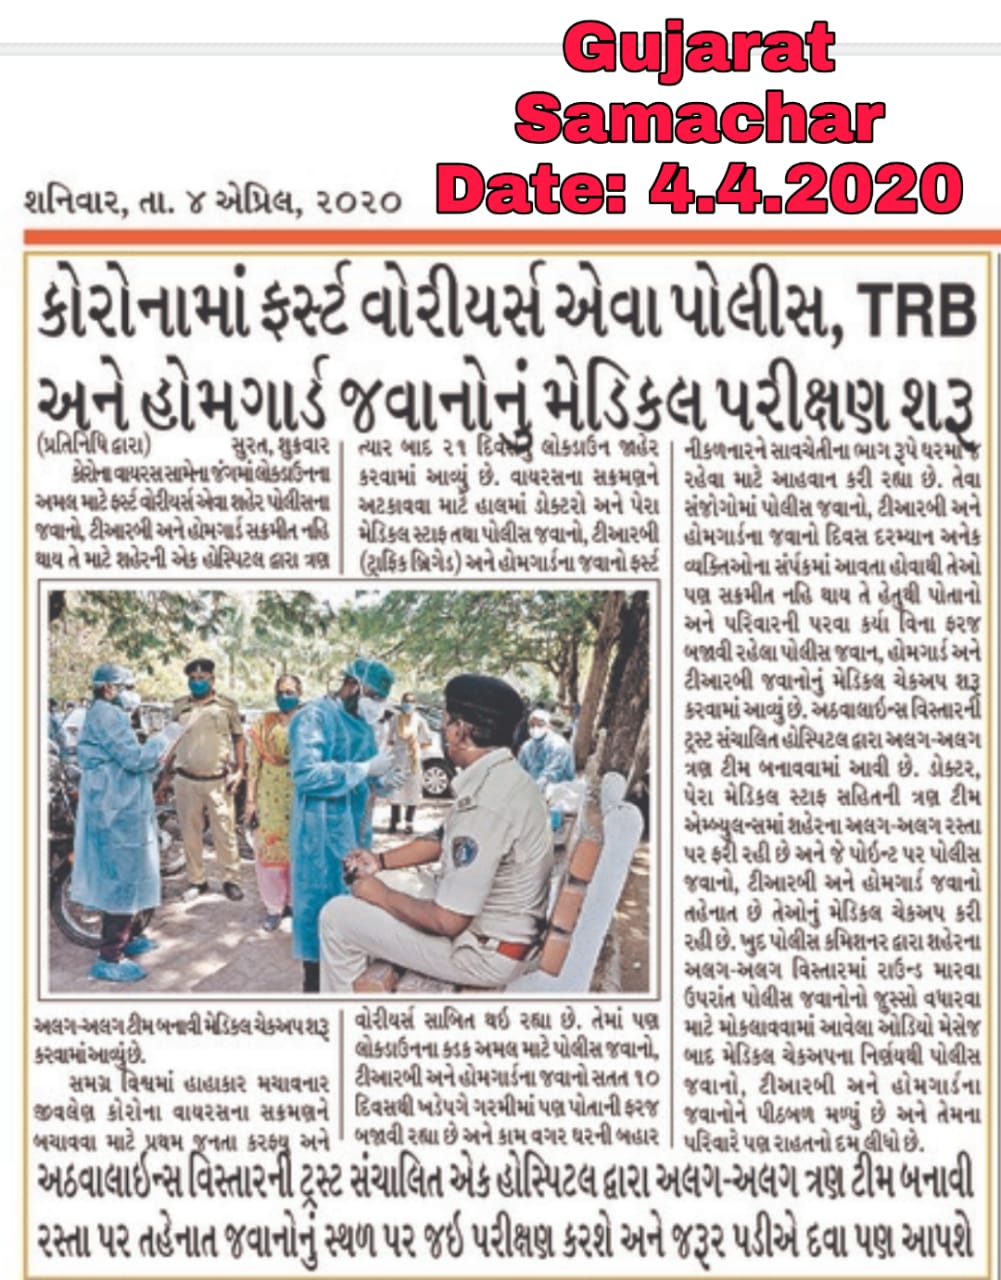 Gujarat
Samachar
Date: 4.4.2020
શનિવાર, તા. ૪ એપ્રિલ, ૨૦૨૦
કોરોનામાં ફર્સ્ટ વોરીયર્સ એવા પોલીસ, TRB
અને હોમગાર્ડ જવાનોનું મેડિકલ પરીક્ષણ શરૂ
(પ્રતિનિધિ દ્વારા) સુરત, શુક્રવાર
કોરોના વાયરસ સામેના જંગમાં લોકડાઉનના
અમલ માટે ફર્સ્ટ વોરીયર્સ એવા શહેર પોલીસના
જવાનો, ટીઆરબી અને હોમગાર્ડ સક્રમીત નહિ
થાય તે માટે શહેરની એક હોસ્પિટલ દ્વારા ત્રણ
અલગ-અલગ ટીમ બનાવી મેડિકલ ચેકઅપ શરૂ
કરવામાં આવ્યું છે.
સમગ્ર વિશ્વમાં હાહાકાર મચાવનાર
જીવલેણ કોરોના વાયરસના સક્રમણને
બચાવવા માટે પ્રથમ જનતા કરફ્યુ અને
ત્યાર બાદ ૨૧ દિવસનું લોકડાઉન જાહેર
કરવામાં આવ્યું છે. વાયરસના સક્રમણને
અટકાવવા માટે હાલમાં ડોક્ટરો અને પેરા
મેડિકલ સ્ટાફ તથા પોલીસ જવાનો, ટીઆરબી
(ટ્રાફિક બ્રિગેડ) અને હોમગાર્ડના જવાનો ફર્સ્ટ
વોરીયર્સ સાબિત થઇ રહ્યા છે. તેમાં પણ
લોકડાઉનના કડક અમલ માટે પોલીસ જવાનો,
ટીઆરબી અને હોમગાર્ડના જવાનો સતત ૧૦
દિવસથી ખડેપગે ગરમીમાં પણ પોતાની ફરજ
બજાવી રહ્યા છે અને કામ વગર ઘરની બહાર
નીકળનારને સાવચેતીના ભાગ રૂપે ઘરમાં જ
રહેવા માટે આહવાન કરી રહ્યા છે. તેવા
સંજોગોમાં પોલીસ જવાનો, ટીઆરબી અને
હોમગાર્ડના જવાનો દિવસ દરમ્યાન અનેક
વ્યક્તિઓના સંર્પકમાં આવતા હોવાથી તેઓ
પણ સક્રમીત નહિ થાય તે હેતુથી પોતાનો
અને પરિવારની પરવા કર્યા વિના ફરજ
બજાવી રહેલા પોલીસ જવાન, હોમગાર્ડ અને
ટીઆરબી જવાનોનું મેડિકલ ચેકઅપ શરૂ
કરવામાં આવ્યું છે. અઠવાલાઇન્સ વિસ્તારની
ટ્રસ્ટ સંચાલિત હોસ્પિટલ દ્વારા અલગ-અલગ
ત્રણ ટીમ બનાવવામાં આવી છે. ડોક્ટર,
પેરા મેડિકલ સ્ટાફ સહિતની ત્રણ ટીમ
એમ્બ્યુલન્સમાં શહેરના અલગ-અલગ રસ્તા
પર ફરી રહી છે અને જે પોઇન્ટ પર પોલીસ
જવાનો, ટીઆરબી અને હોમગાર્ડ જવાનો
તહેનાત છે તેઓનું મેડિકલ ચેકઅપ કરી
રહી છે. ખુદ પોલીસ કમિશનર દ્વારા શહેરના
અલગ-અલગ વિસ્તારમાં રાઉન્ડ મારવા
ઉપરાંત પોલીસ જવાનોનો જુસ્સો વધારવા
માટે મોકલાવવામાં આવેલા ઓડિયો મેસેજ
બાદ મેડિકલ ચેકઅપના નિર્ણયથી પોલીસ
જવાનો, ટીઆરબી અને હોમગાર્ડના
જવાનોને પીઠબળ મળ્યું છે અને તેમના
પરિવારે પણ રાહતનો દમ લીધો છે.
અઠવાલાઈન્સ વિસ્તારની ટ્રસ્ટ સંચાલિત એક હોસ્પિટલ દ્વારા અલગ-અલગ ત્રણ ટીમ બનાવી
રસ્તા પર તહેનાત જવાનોનું સ્થળ પર જઇ પરીક્ષણ કરશે અને જરૂર પડીએ દવા પણ આપશે